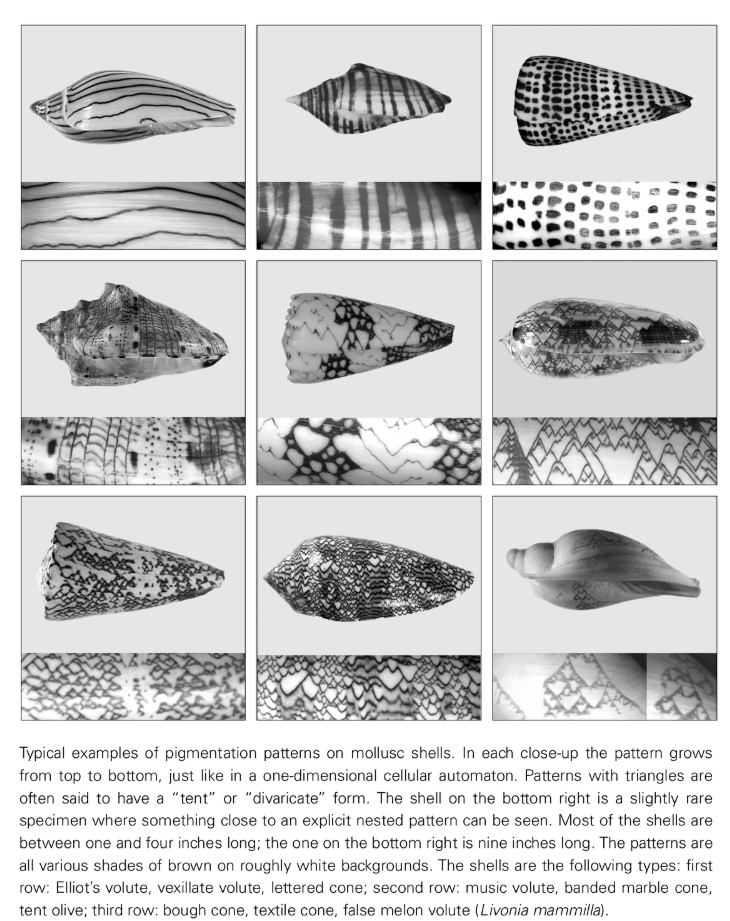 Typical examples of pigmentation patterns on mollusc shells. In each close-up the pattern grows
from top to bottom, just like in a one-dimensional cellular automaton. Patterns with triangles are
often said to have a “tent” or “divaricate” form. The shell on the bottom right is a slightly rare
specimen where something close to an explicit nested pattern can be seen. Most of the shells are
between one and four inches long; the one on the bottom right is nine inches long. The patterns are
all various shades of brown on roughly white backgrounds. The shells are the following types: first
row: Elliot’s volute, vexillate volute, lettered cone; second row: music volute, banded marble cone,
tent olive; third row: bough cone, textile cone, false melon volute (Livonia mammilla).